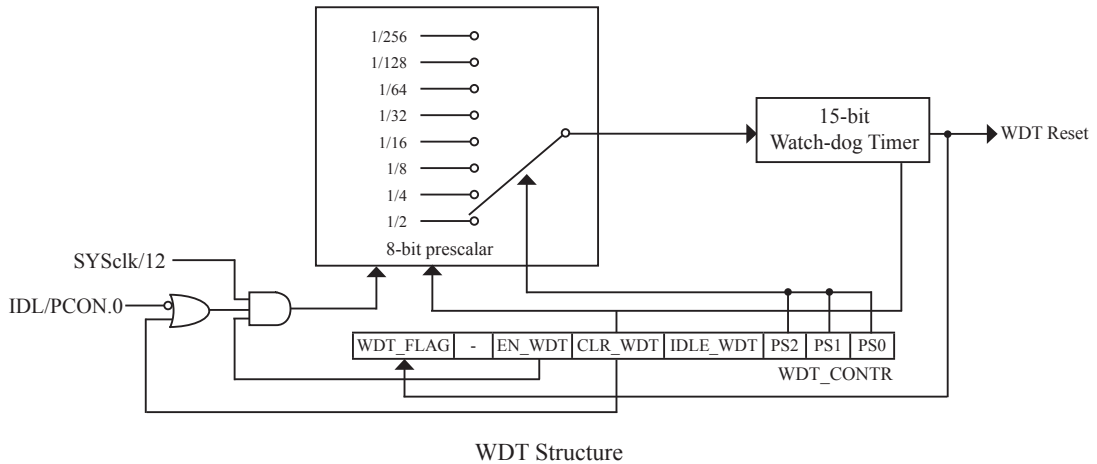 1/256
1/128
1/64
1/32
1/16
1/8
1/4
1/2
8-bit prescalar
15-bit
Watch-dog Timer
WDT Reset
SYSclk/12
IDL/PCON.0
WDT_FLAG - EN_WDT CLR_WDT IDLE_WDT PS2 PS1 PS0
WDT_CONTR
WDT Structure